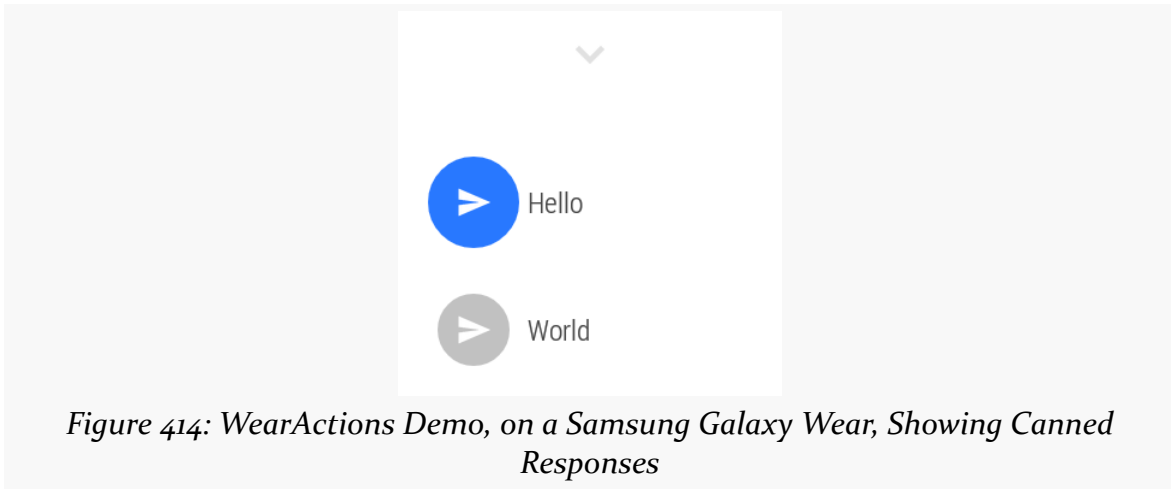 Hello
World
Figure 414: WearActions Demo, on a Samsung Galaxy Wear, Showing Canned
Responses